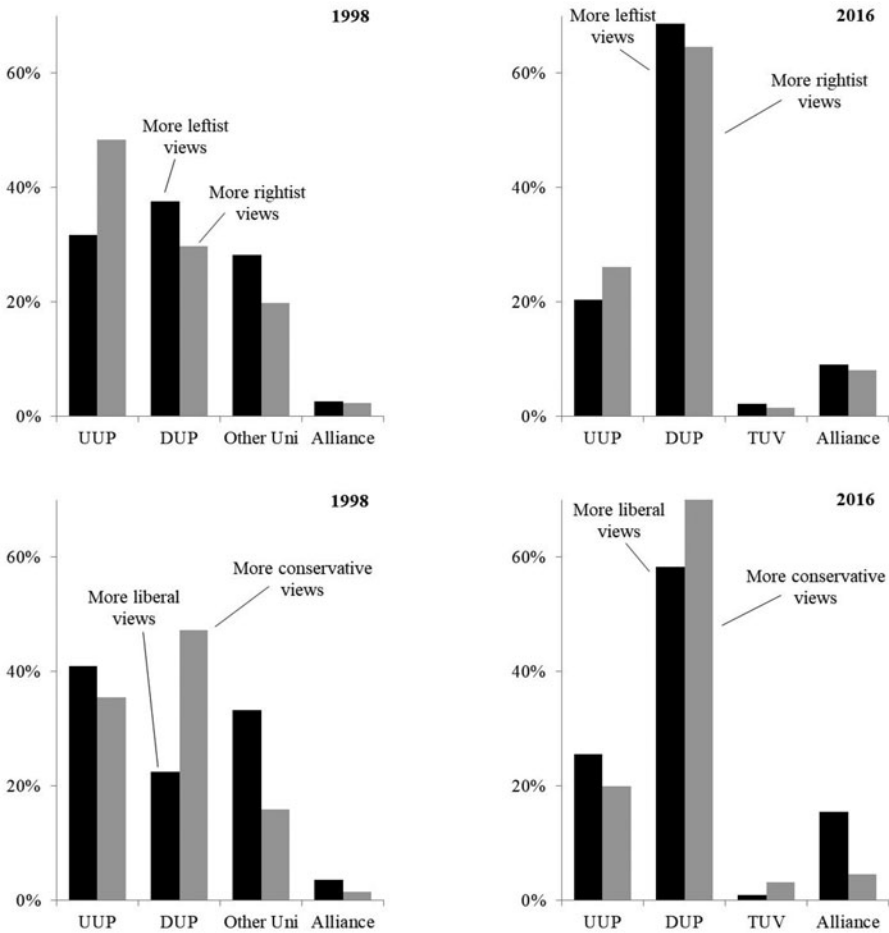 1998
60%
40%
20%
0%
More leftist
views
More rightist
views
UUP DUP Other Uni Alliance
2016
60%
40%
20%
0%
More leftist
views
More rightist
views
UUP DUP TUV Alliance
1998
60%
40%
20%
0%
More liberal
views
More conservative
views
UUP DUP Other Uni Alliance
2016
60%
40%
20%
0%
More liberal
views
More conservative
views
UUP DUP TUV Alliance